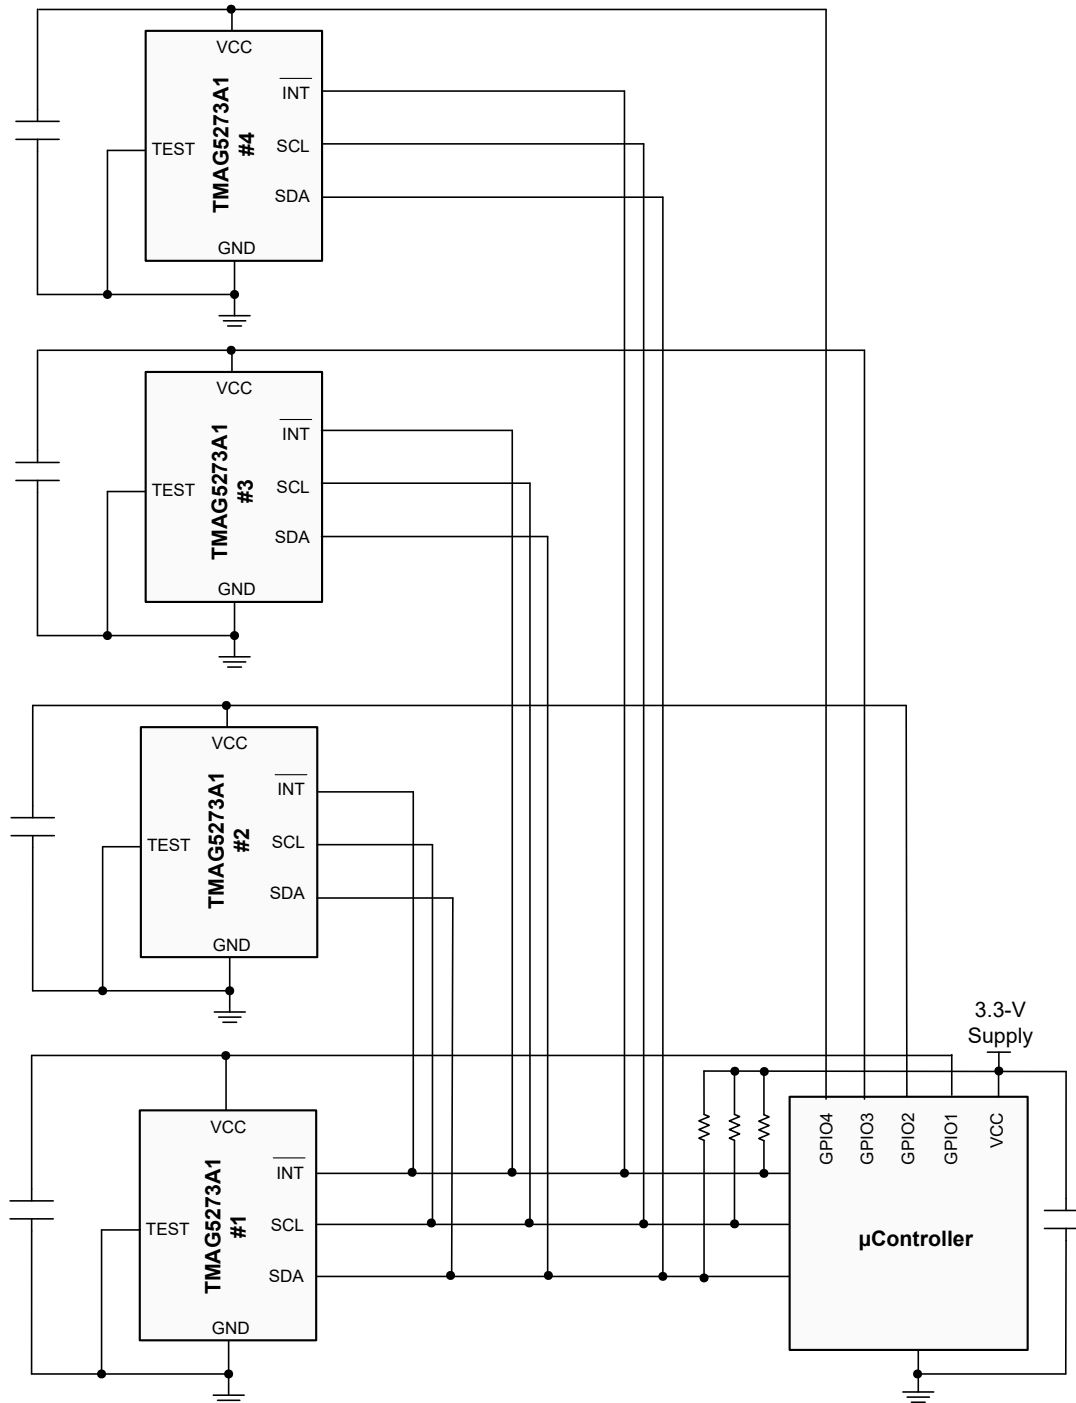 VCC
INT
TMAG5273A1
#4
SCL
TEST
SDA
GND
VCC
INT
TMAG5273A1
#3
SCL
TEST
SDA
GND
VCC
INT
TMAG5273A1
#2
SCL
TEST
SDA
GND
3.3-V
Supply
VCC
GPIO4
GPIO3
GPIO2
GPIO1
VCC
INT
TMAG5273A1
#1
SCL
TEST
µController
SDA
GND